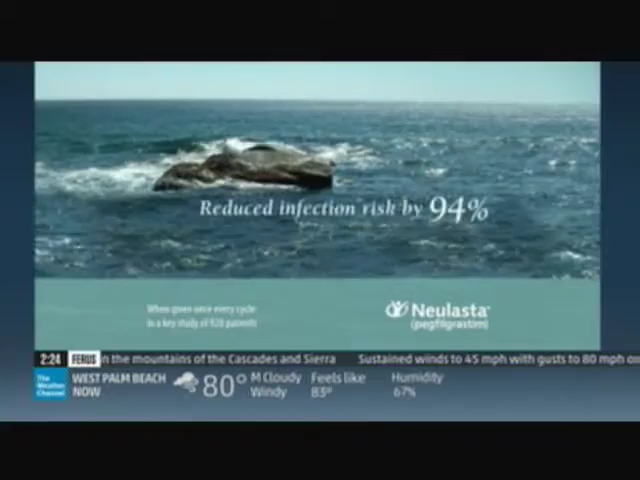 Reduced infection risk by 94%
When given once every cycle
in a key study of 928 patients
Neulasta
(pegfilgrastim)
2:24 FERUS n the mountains of the Cascades and Sierra Sustained winds to 45 mph with gusts to 80 mph
The Weather Channel
WEST PALM BEACH
NOW
80° M Cloudy
Windy
Feels like
83°
Humidity
67%